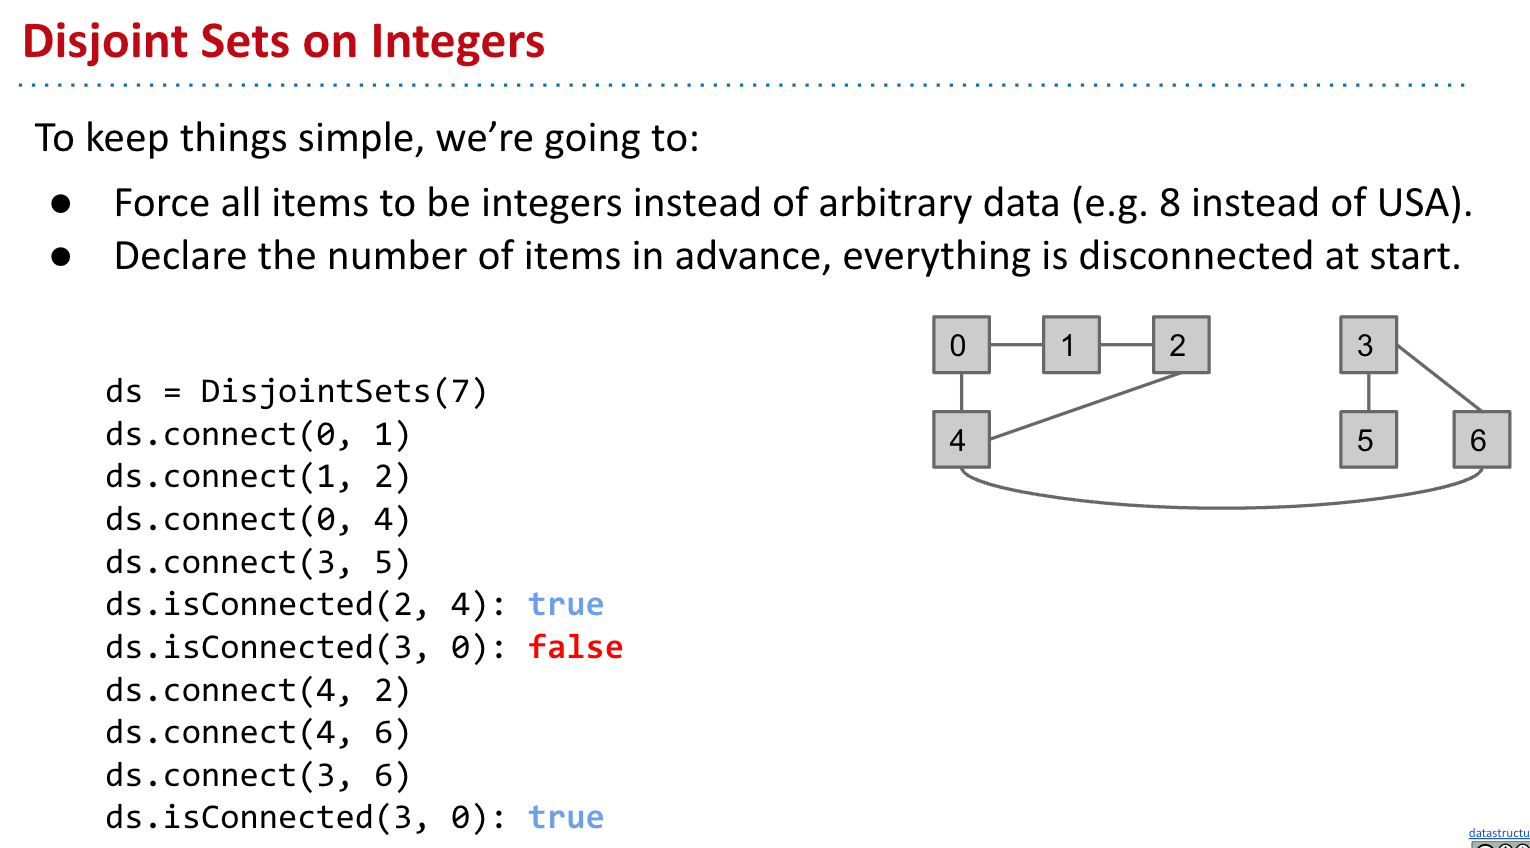 Disjoint Sets on Integers
To keep things simple, we’re going to:
● Force all items to be integers instead of arbitrary data (e.g. 8 instead of USA).
● Declare the number of items in advance, everything is disconnected at start.
0 1 2 3
4 5 6
ds = DisjointSets(7)
ds.connect(0, 1)
ds.connect(1, 2)
ds.connect(0, 4)
ds.connect(3, 5)
ds.isConnected(2, 4): true
ds.isConnected(3, 0): false
ds.connect(4, 2)
ds.connect(4, 6)
ds.connect(3, 6)
ds.isConnected(3, 0): true
datastructu